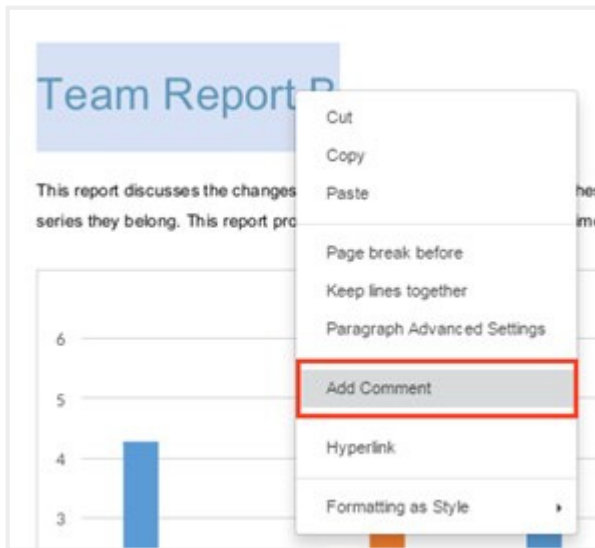 Team Report
Cut
Copy
Paste
This report discusses the changes
series they belong. This report
Page break before
Keep lines together
Paragraph Advanced Settings
Add Comment
Hyperlink
Formatting as Style
6
5
4
3